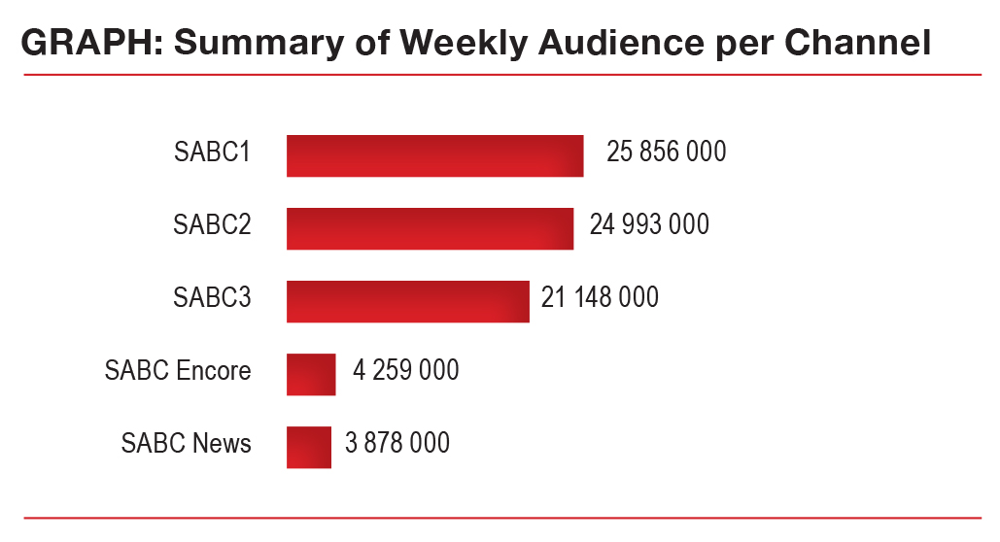 GRAPH: Summary of Weekly Audience per Channel
SABC1 25 856 000
SABC2 24 993 000
SABC3 21 148 000
SABC Encore 4 259 000
SABC News 3 878 000